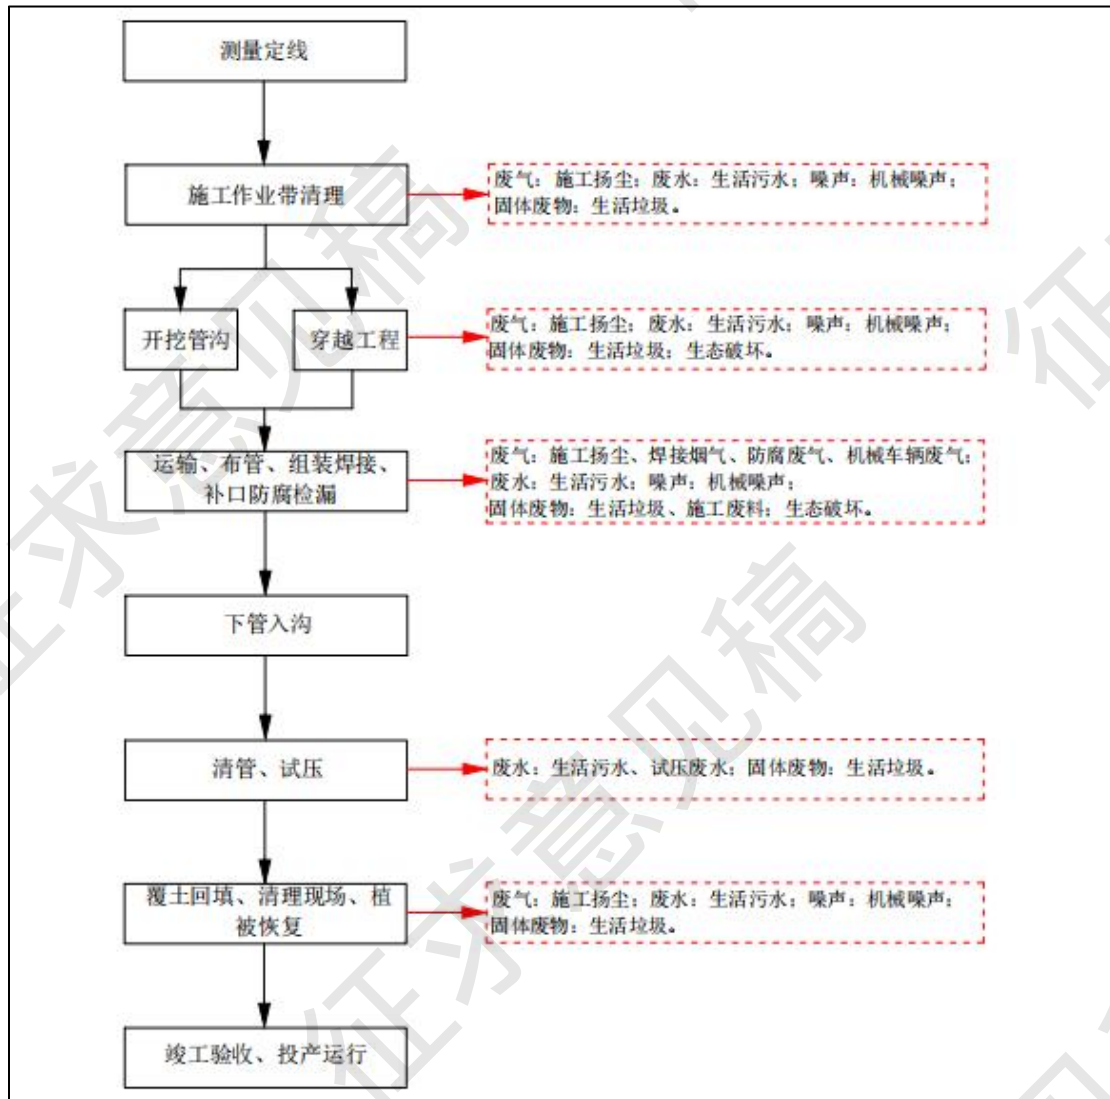 测量定线
施工作业带清理
废气：施工扬尘；废水：生活污水；噪声：机械噪声；
固体废物：生活垃圾。
开挖管沟
穿越工程
废气：施工扬尘；废水：生活污水；噪声：机械噪声；
固体废物：生活垃圾；生态破坏。
运输、布管、组装焊接、
补口防腐检漏
废气：施工扬尘、焊接烟气、防腐废气、机械车辆废气；
废水：生活污水；噪声：机械噪声；
固体废物：生活垃圾、施工废料；生态破坏。
下管入沟
清管、试压
废水：生活污水、试压废水；固体废物：生活垃圾。
覆土回填、清理现场、植
被恢复
废气：施工扬尘；废水：生活污水；噪声：机械噪声；
固体废物：生活垃圾。
竣工验收、投产运行
征求意见稿
征求意见稿
征